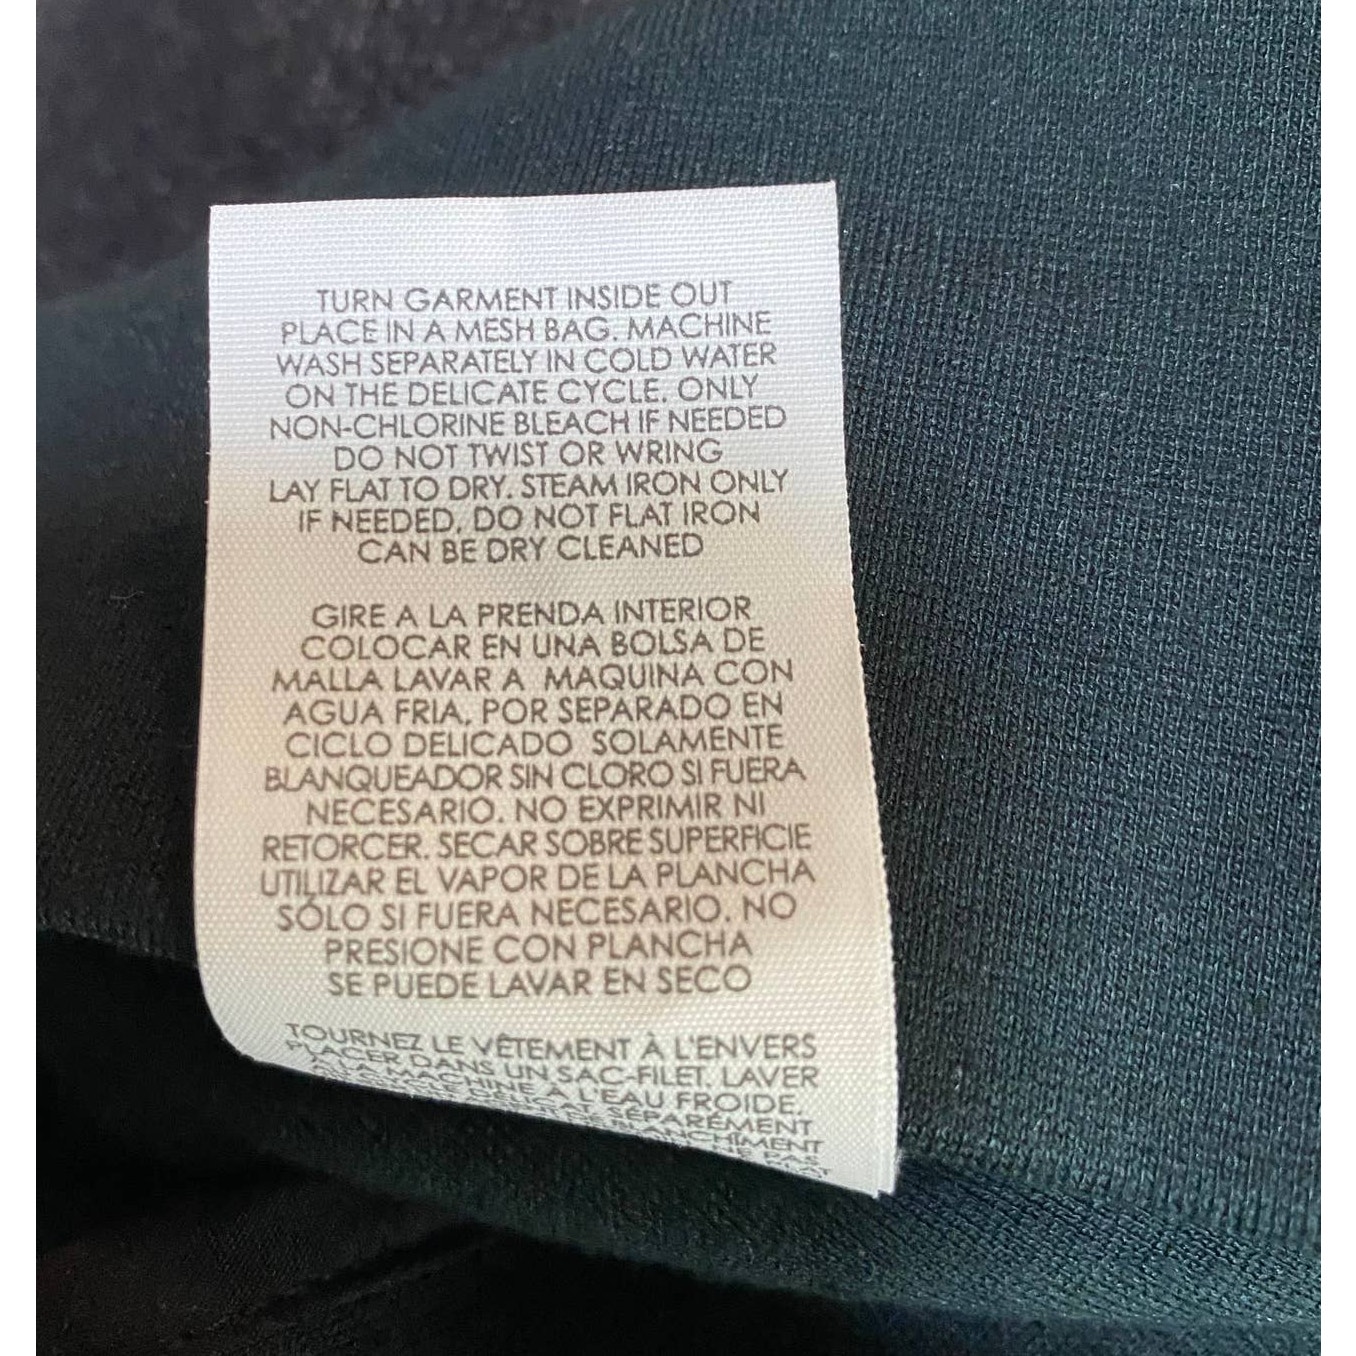 TURN GARMENT INSIDE OUT
PLACE IN A MESH BAG. MACHINE
WASH SEPARATELY IN COLD WATER
ON THE DELICATE CYCLE. ONLY
NON-CHLORINE BLEACH IF NEEDED
DO NOT TWIST OR WRING
LAY FLAT TO DRY. STEAM IRON ONLY
IF NEEDED, DO NOT FLAT IRON
CAN BE DRY CLEANED
GIRE A LA PRENDA INTERIOR
COLOCAR EN UNA BOLSA DE
MALLA LAVAR A MAQUINA CON
AGUA FRIA, POR SEPARADO EN
CICLO DELICADO SOLAMENTE
BLANQUEADOR SIN CLORO SI FUERA
NECESARIO. NO EXPRIMIR NI
RETORCER. SECAR SOBRE SUPERFICIE
UTILIZAR EL VAPOR DE LA PLANCHA
SÓLO SI FUERA NECESARIO. NO
PRESIONE CON PLANCHA
SE PUEDE LAVAR EN SECO
TOURNEZ LE VÊTEMENT À L'ENVERS
PLACER DANS UN SAC-FILET. LAVER
À LA MACHINE À L'EAU FROIDE,
DÉLICAT, SÉPARÉMENT
BLANCHIMENT
PAS